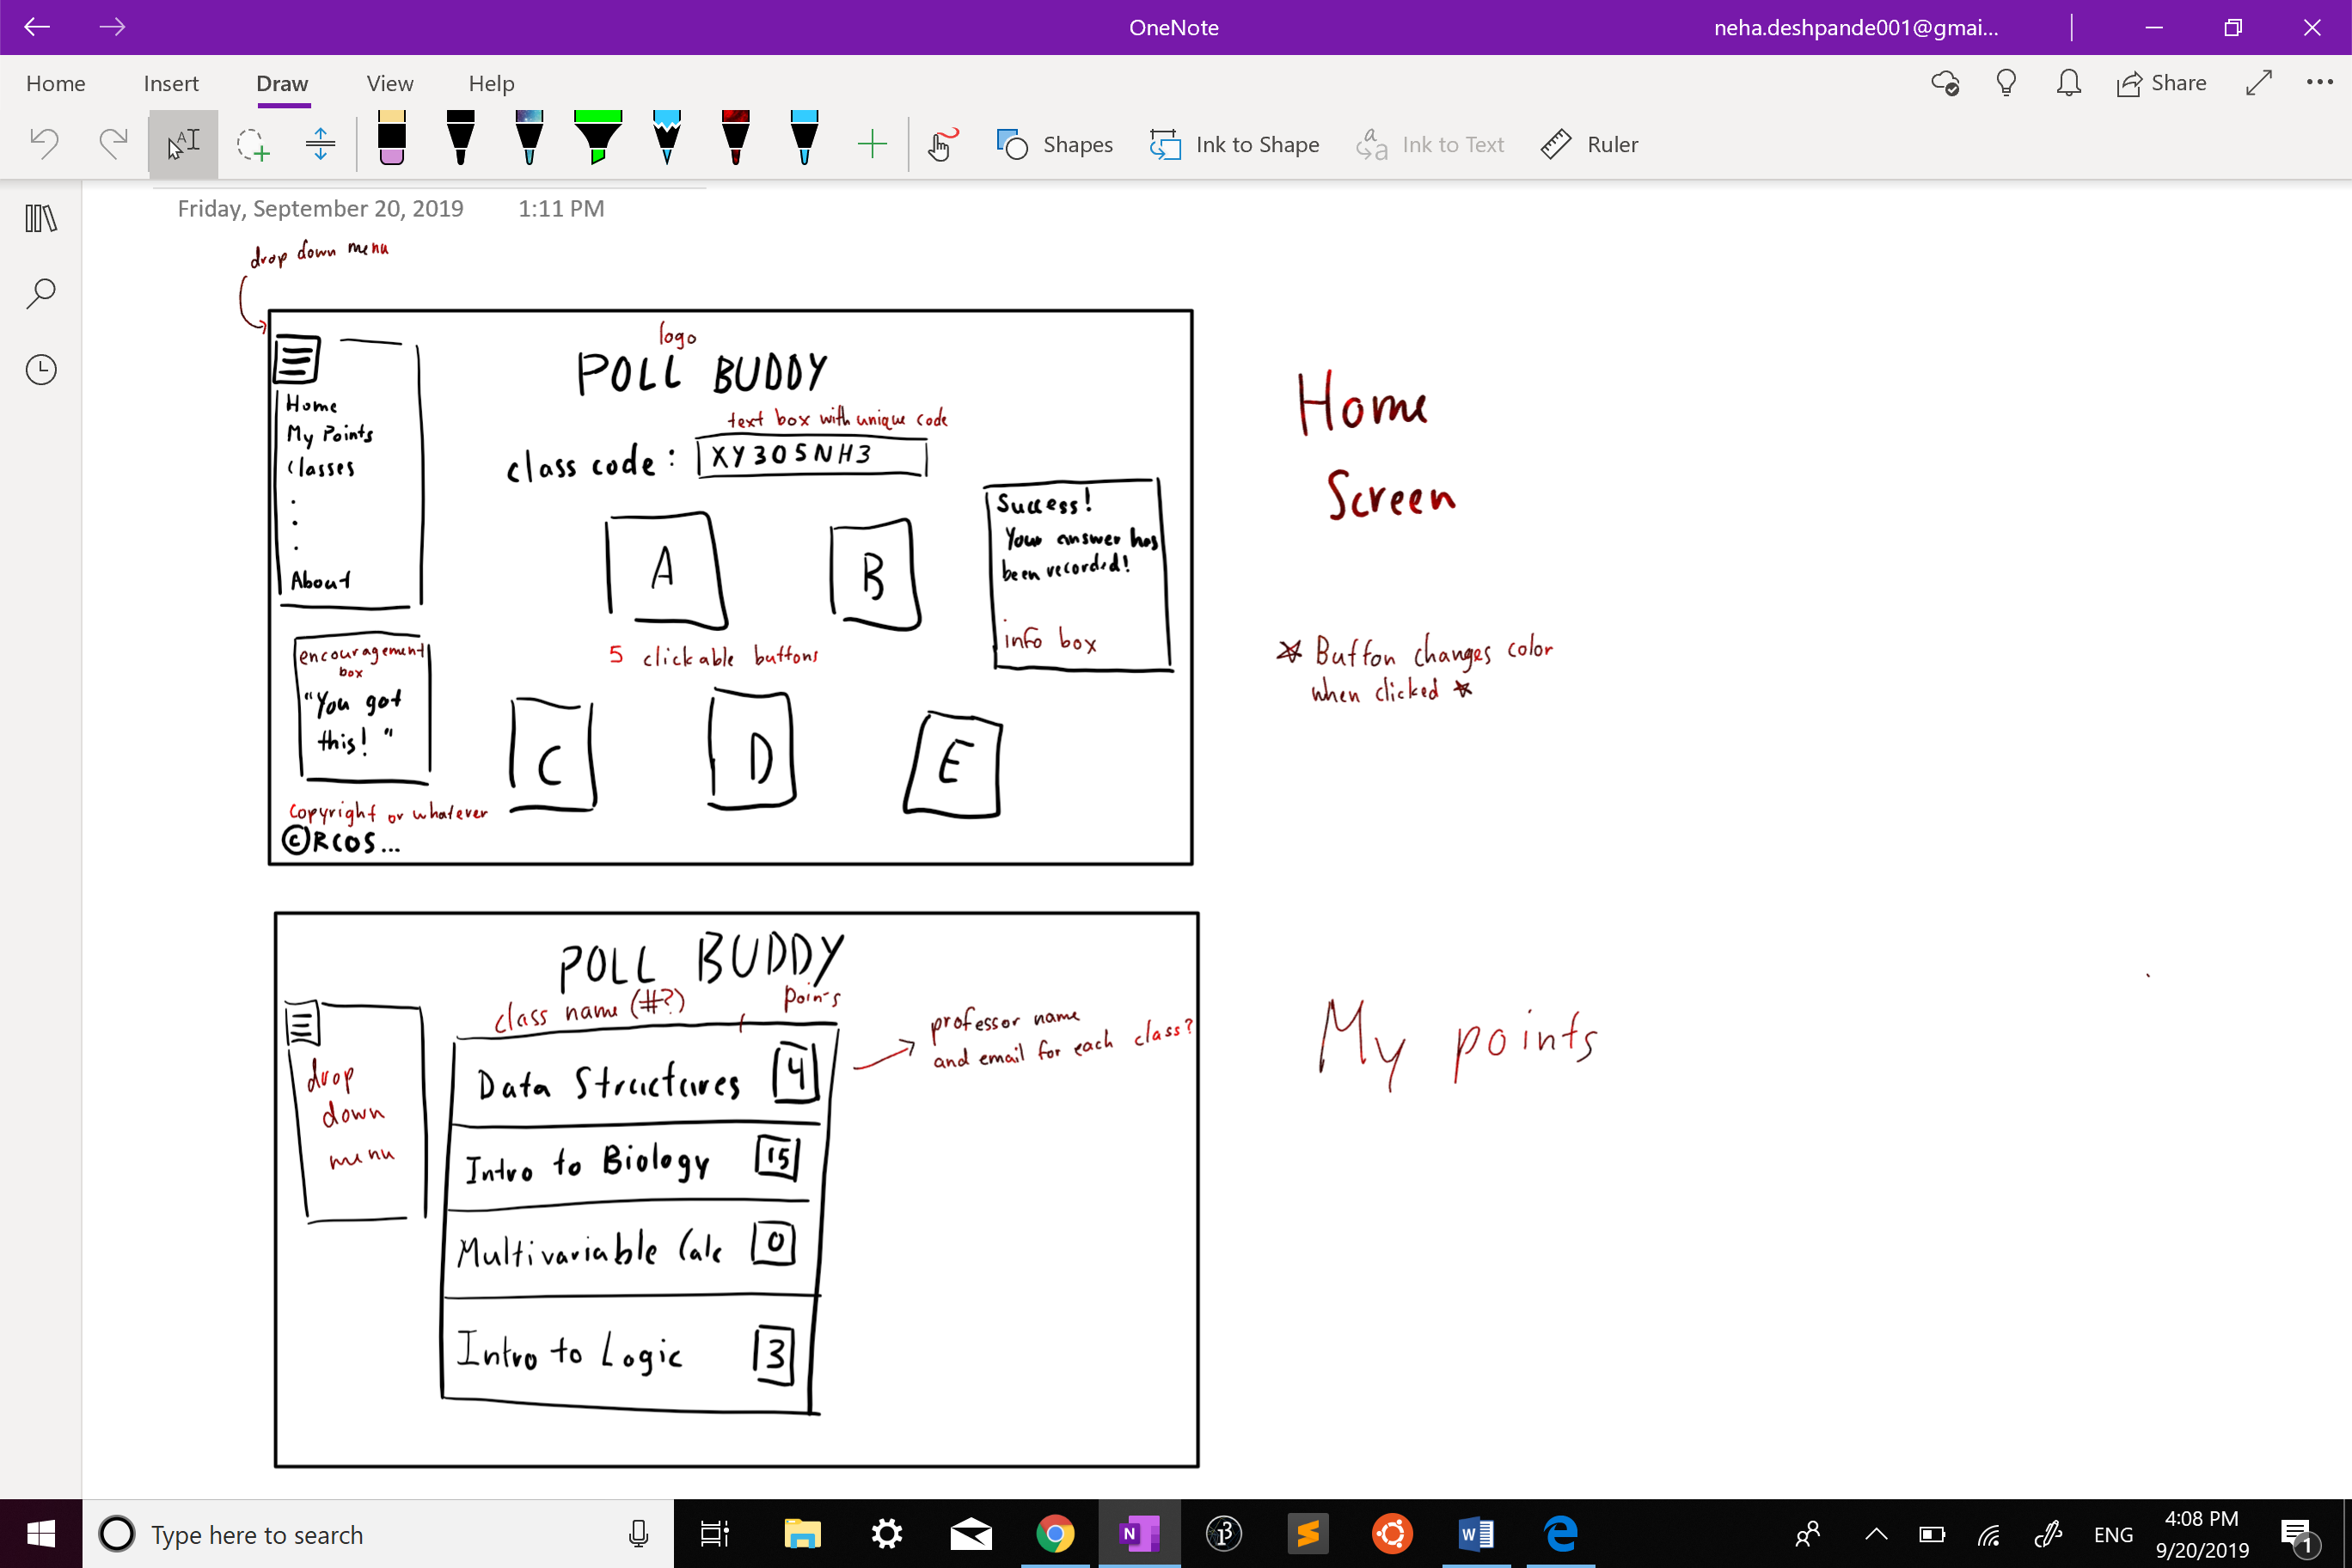 OneNote
neha.deshpande001@gmai...
Home Insert Draw View Help
Share
Shapes Ink to Shape Ink to Text Ruler
Friday, September 20, 2019 1:11 PM
drop down menu
logo
POLL BUDDY
text box with unique code
class code: XY305NH3
Home
My Points
Classes
.
.
.
About
A
B
Success!
Your answer has
been recorded!
info box
5 clickable buttons
encouragement
box
"You got
this!"
C
D
E
copyright or whatever
©RCOS...
Home
Screen
* Button changes color
when clicked *
POLL BUDDY
class name (#?) Points
drop
down
menu
Data Structures 4
Intro to Biology 15
Multivariable Calc 0
Intro to Logic 3
professor name
and email for each class?
My points
Type here to search
ENG
4:08 PM
9/20/2019
1